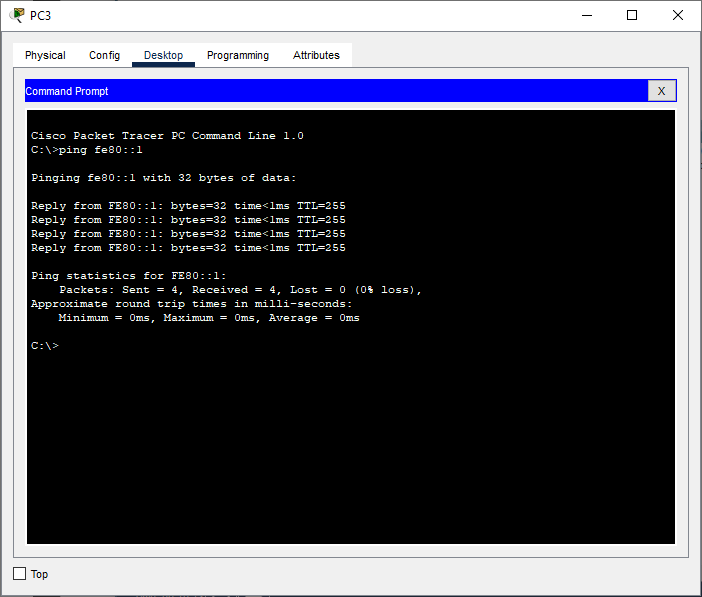 PC3
Physical Config Desktop Programming Attributes
Command Prompt X
Cisco Packet Tracer PC Command Line 1.0
C:\>ping fe80::1
Pinging fe80::1 with 32 bytes of data:
Reply from FE80::1: bytes=32 time<1ms TTL=255
Reply from FE80::1: bytes=32 time<1ms TTL=255
Reply from FE80::1: bytes=32 time<1ms TTL=255
Reply from FE80::1: bytes=32 time<1ms TTL=255
Ping statistics for FE80::1:
Packets: Sent = 4, Received = 4, Lost = 0 (0% loss),
Approximate round trip times in milli-seconds:
Minimum = 0ms, Maximum = 0ms, Average = 0ms
C:\>
Top